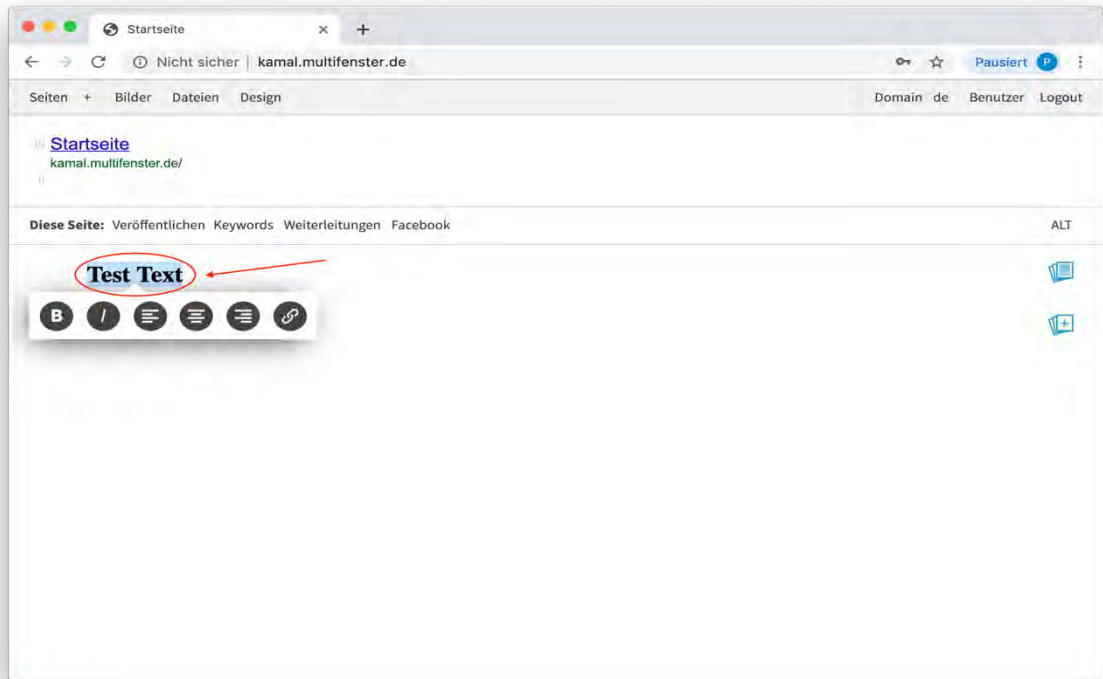 Startseite
Nicht sicher | kamal.multifenster.de
Pausiert P
Seiten + Bilder Dateien Design Domain de Benutzer Logout
Startseite
kamal.multifenster.de/
Diese Seite: Veröffentlichen Keywords Weiterleitungen Facebook ALT
Test Text
B I